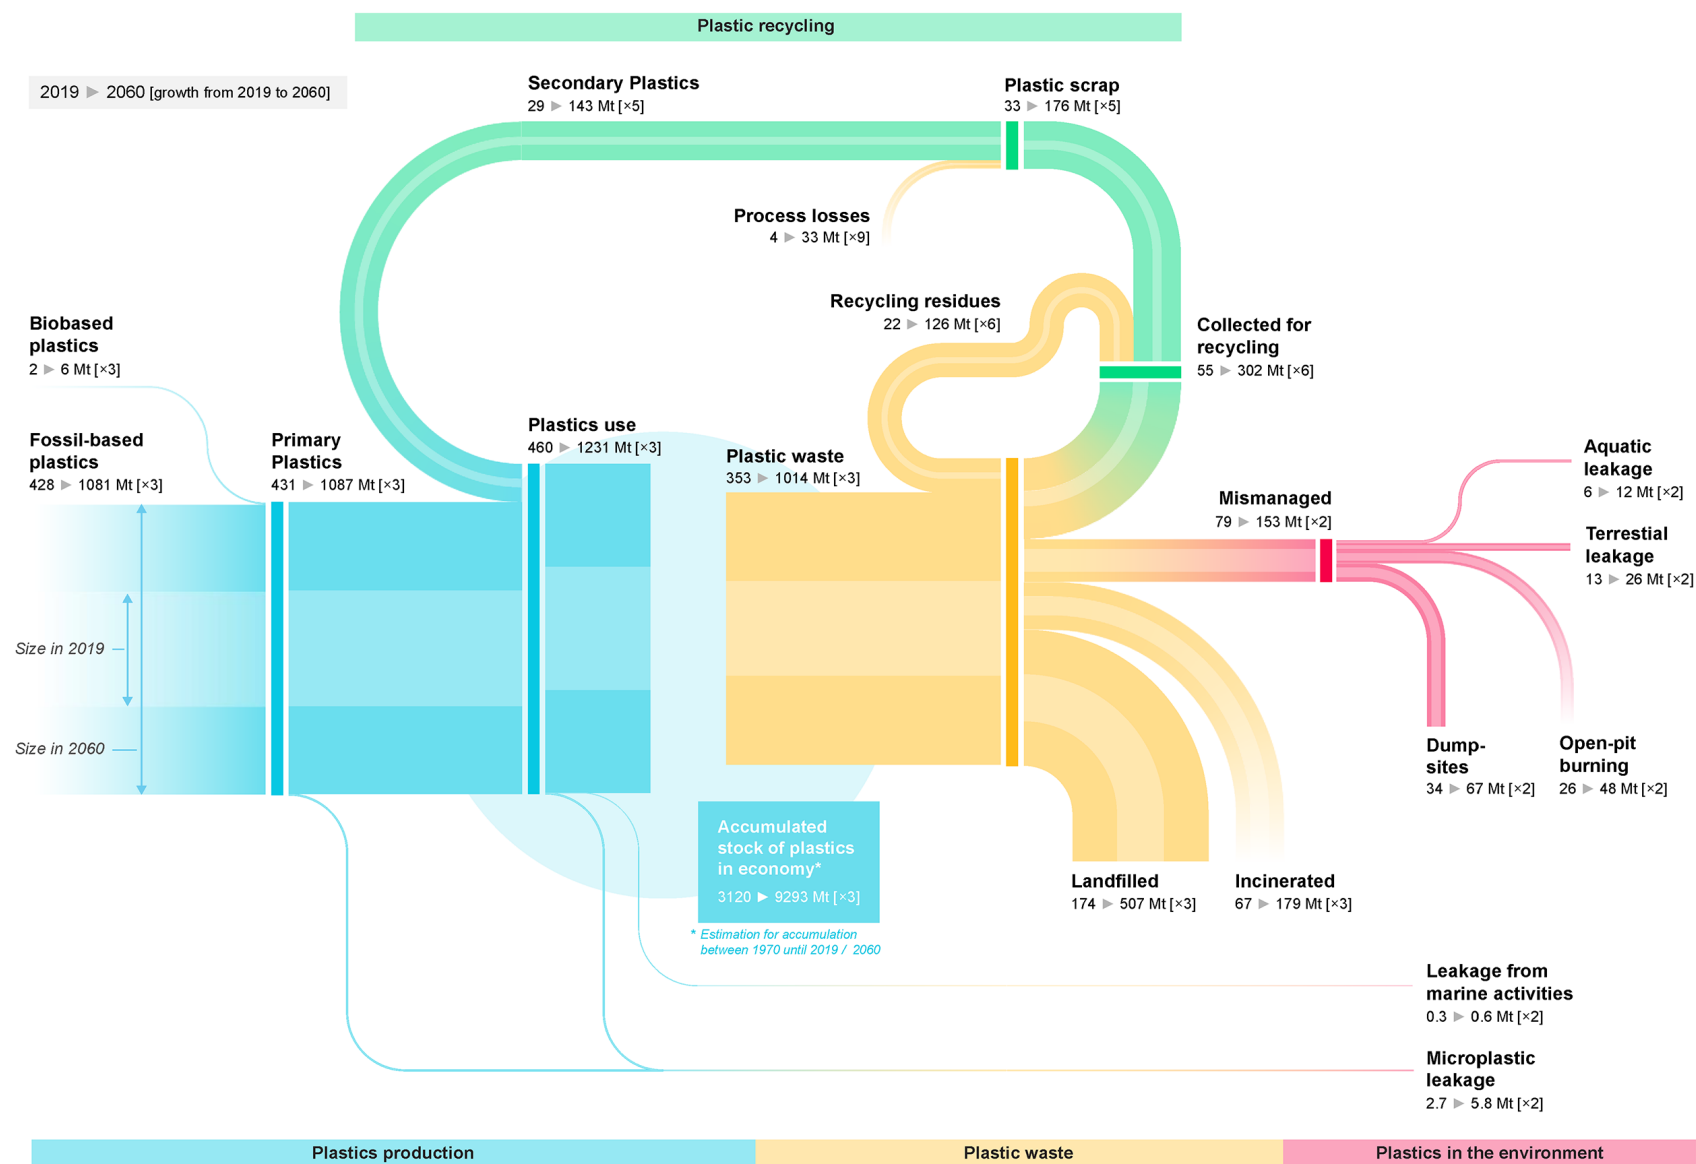 Plastic recycling
2019 ▶ 2060 [growth from 2019 to 2060]
Secondary Plastics
29 ▶ 143 Mt [×5]
Plastic scrap
33 ▶ 176 Mt [×5]
Process losses
4 ▶ 33 Mt [×9]
Recycling residues
22 ▶ 126 Mt [×6]
Collected for
recycling
55 ▶ 302 Mt [×6]
Biobased
plastics
2 ▶ 6 Mt [×3]
Fossil-based
plastics
428 ▶ 1081 Mt [×3]
Primary
Plastics
431 ▶ 1087 Mt [×3]
Plastics use
460 ▶ 1231 Mt [×3]
Plastic waste
353 ▶ 1014 Mt [×3]
Mismanaged
79 ▶ 153 Mt [×2]
Aquatic
leakage
6 ▶ 12 Mt [×2]
Terrestial
leakage
13 ▶ 26 Mt [×2]
Size in 2019
Size in 2060
Dump-
sites
34 ▶ 67 Mt [×2]
Open-pit
burning
26 ▶ 48 Mt [×2]
Accumulated
stock of plastics
in economy*
3120 ▶ 9293 Mt [×3]
* Estimation for accumulation
between 1970 until 2019 / 2060
Landfilled
174 ▶ 507 Mt [×3]
Incinerated
67 ▶ 179 Mt [×3]
Leakage from
marine activities
0.3 ▶ 0.6 Mt [×2]
Microplastic
leakage
2.7 ▶ 5.8 Mt [×2]
Plastics production
Plastic waste
Plastics in the environment